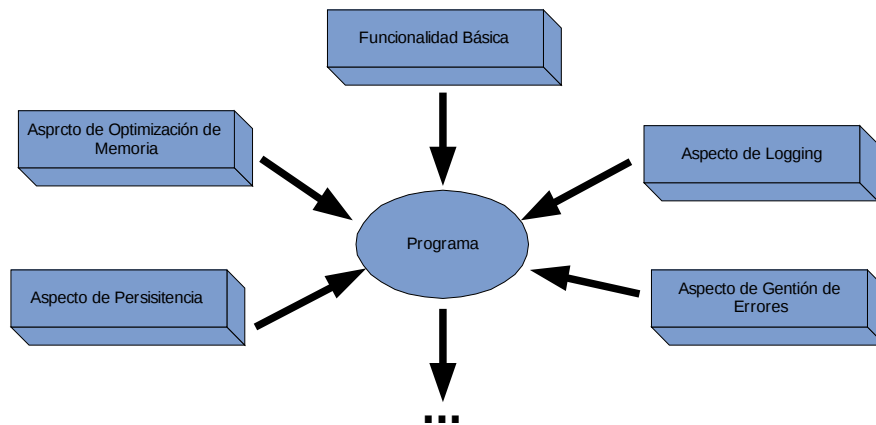 Funcionalidad Básica
Asprcto de Optimización de
Memoria
Aspecto de Logging
Programa
Aspecto de Persisitencia
Aspecto de Gentión de
Errores
...